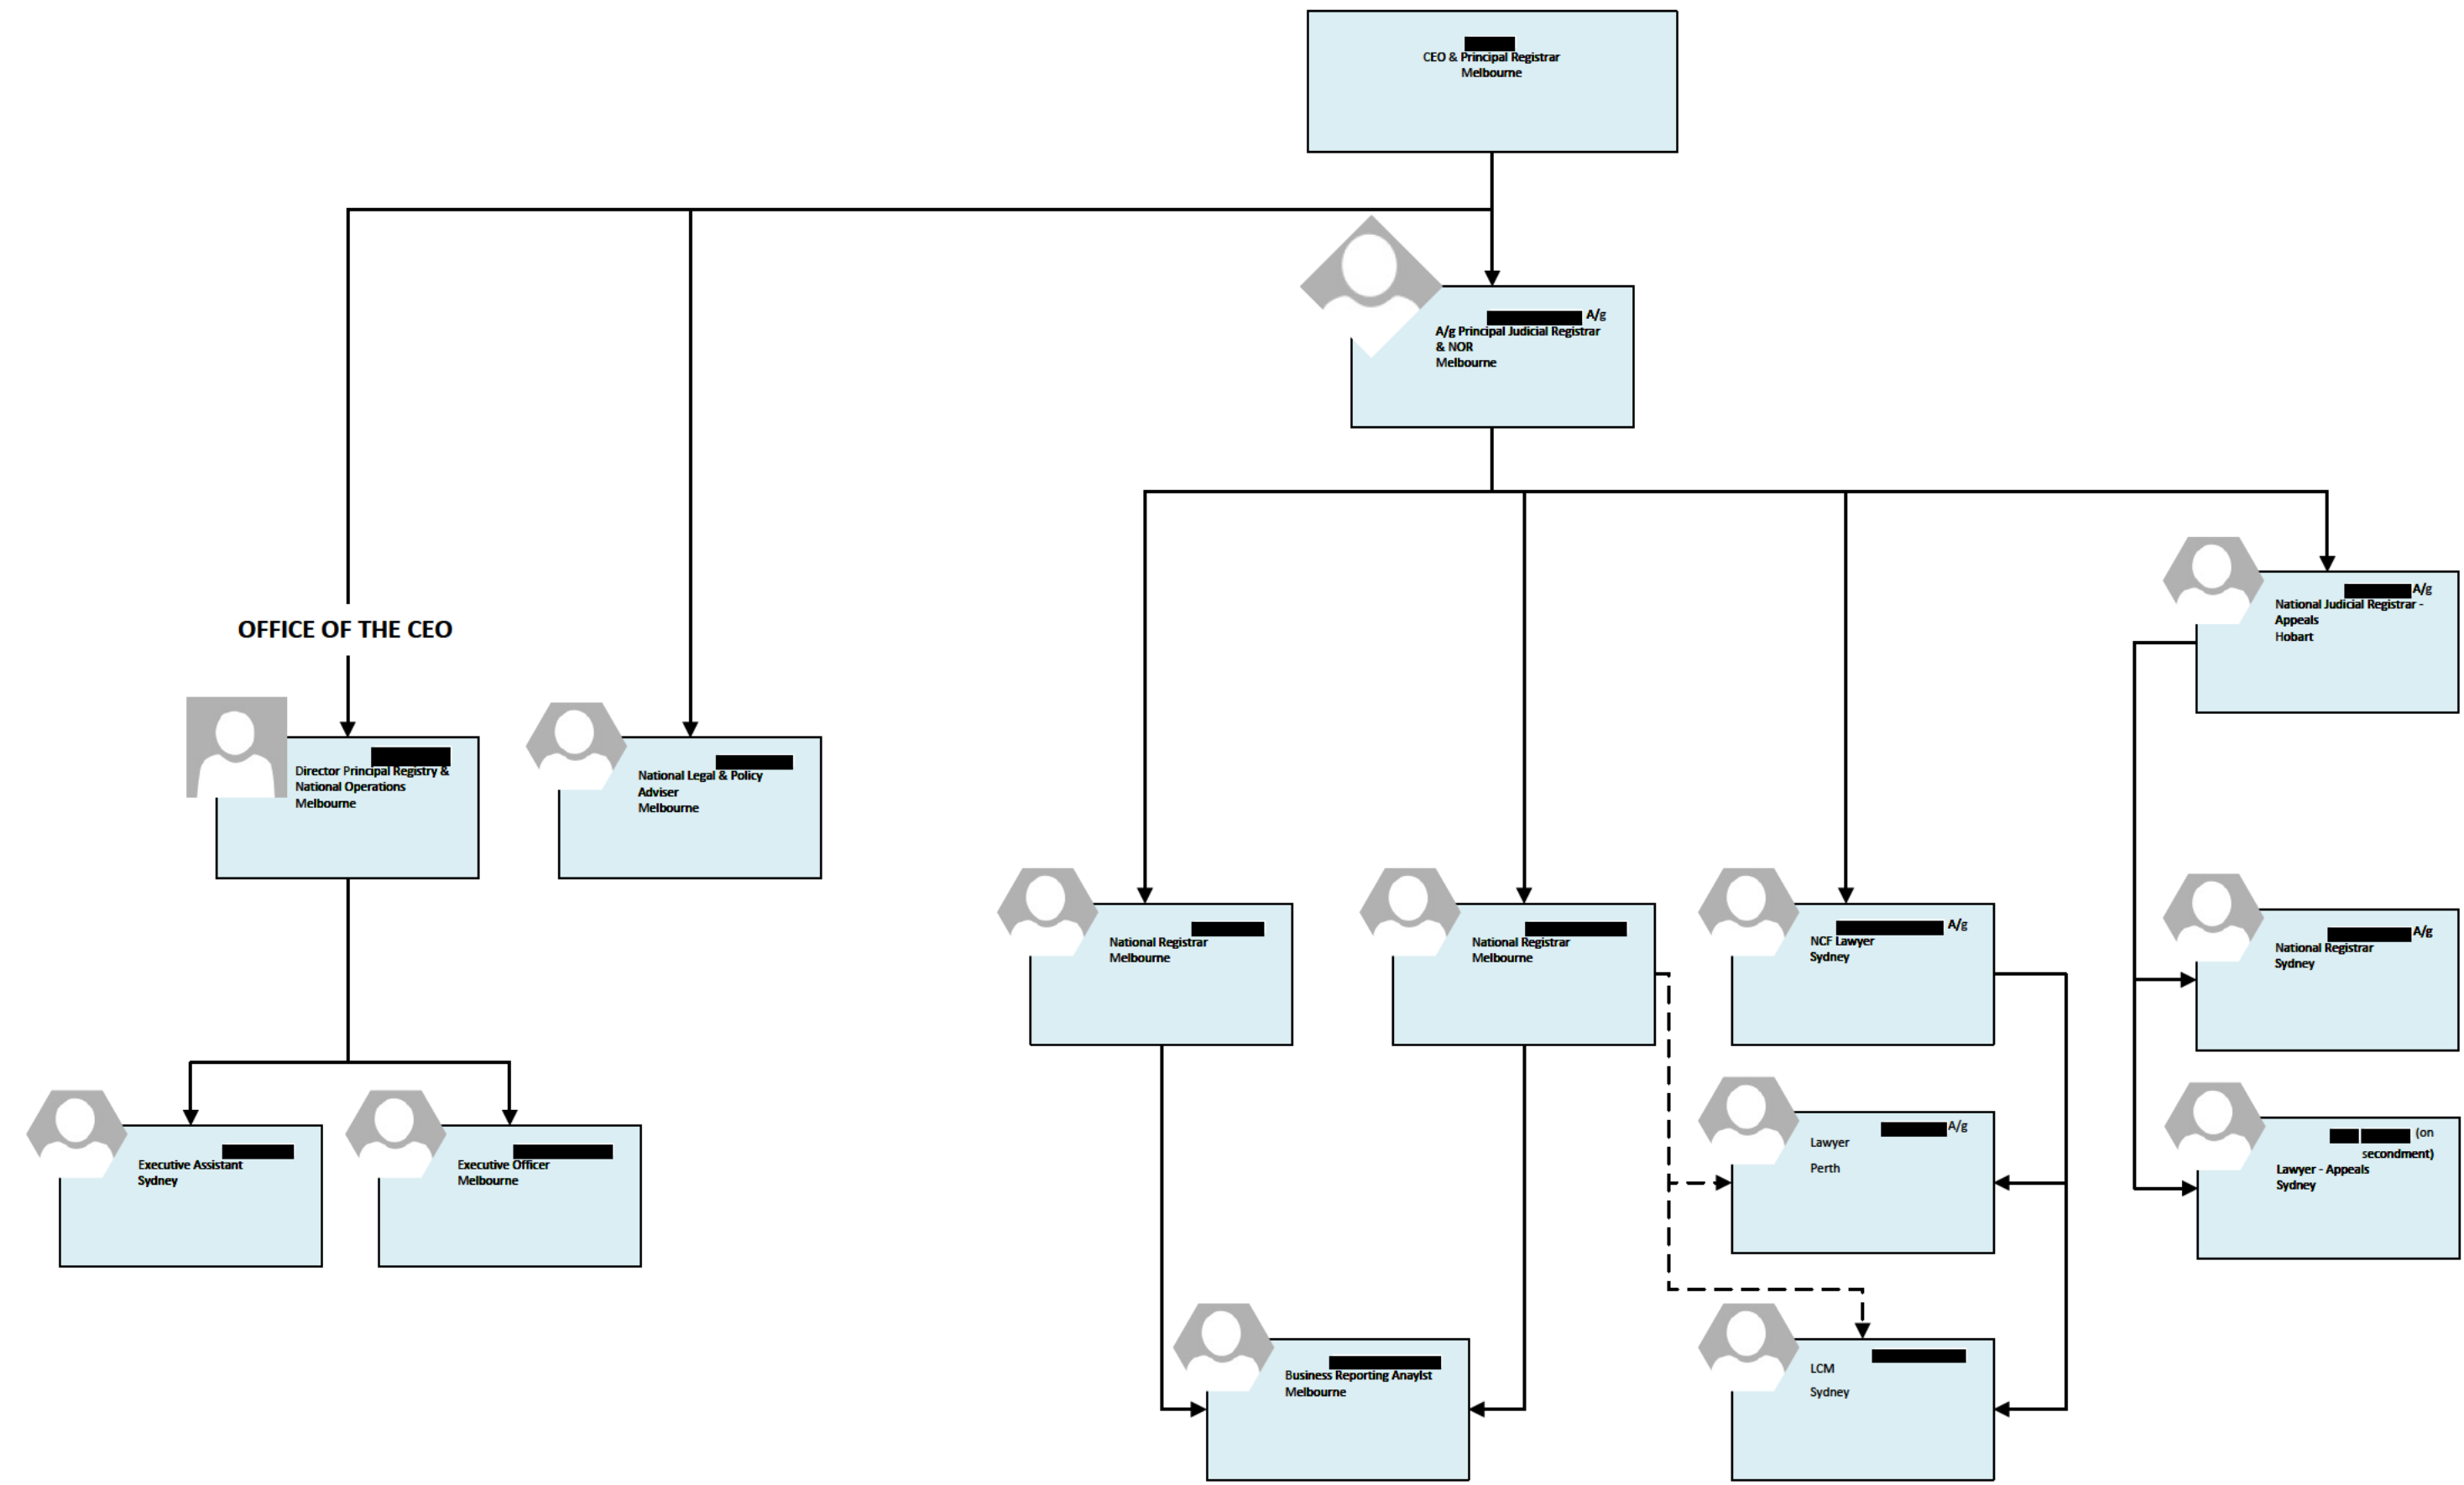 CEO & Principal Registrar
Melbourne
A/g
A/g Principal Judicial Registrar
& NOR
Melbourne
A/g
National Judicial Registrar -
Appeals
Hobart
OFFICE OF THE CEO
Director Principal Registry &
National Operations
Melbourne
National Legal & Policy
Adviser
Melbourne
National Registrar
Melbourne
National Registrar
Melbourne
A/g
NCF Lawyer
Sydney
A/g
National Registrar
Sydney
Executive Assistant
Sydney
Executive Officer
Melbourne
A/g
Lawyer
Perth
(on
secondment)
Lawyer - Appeals
Sydney
Business Reporting Anaylst
Melbourne
LCM
Sydney